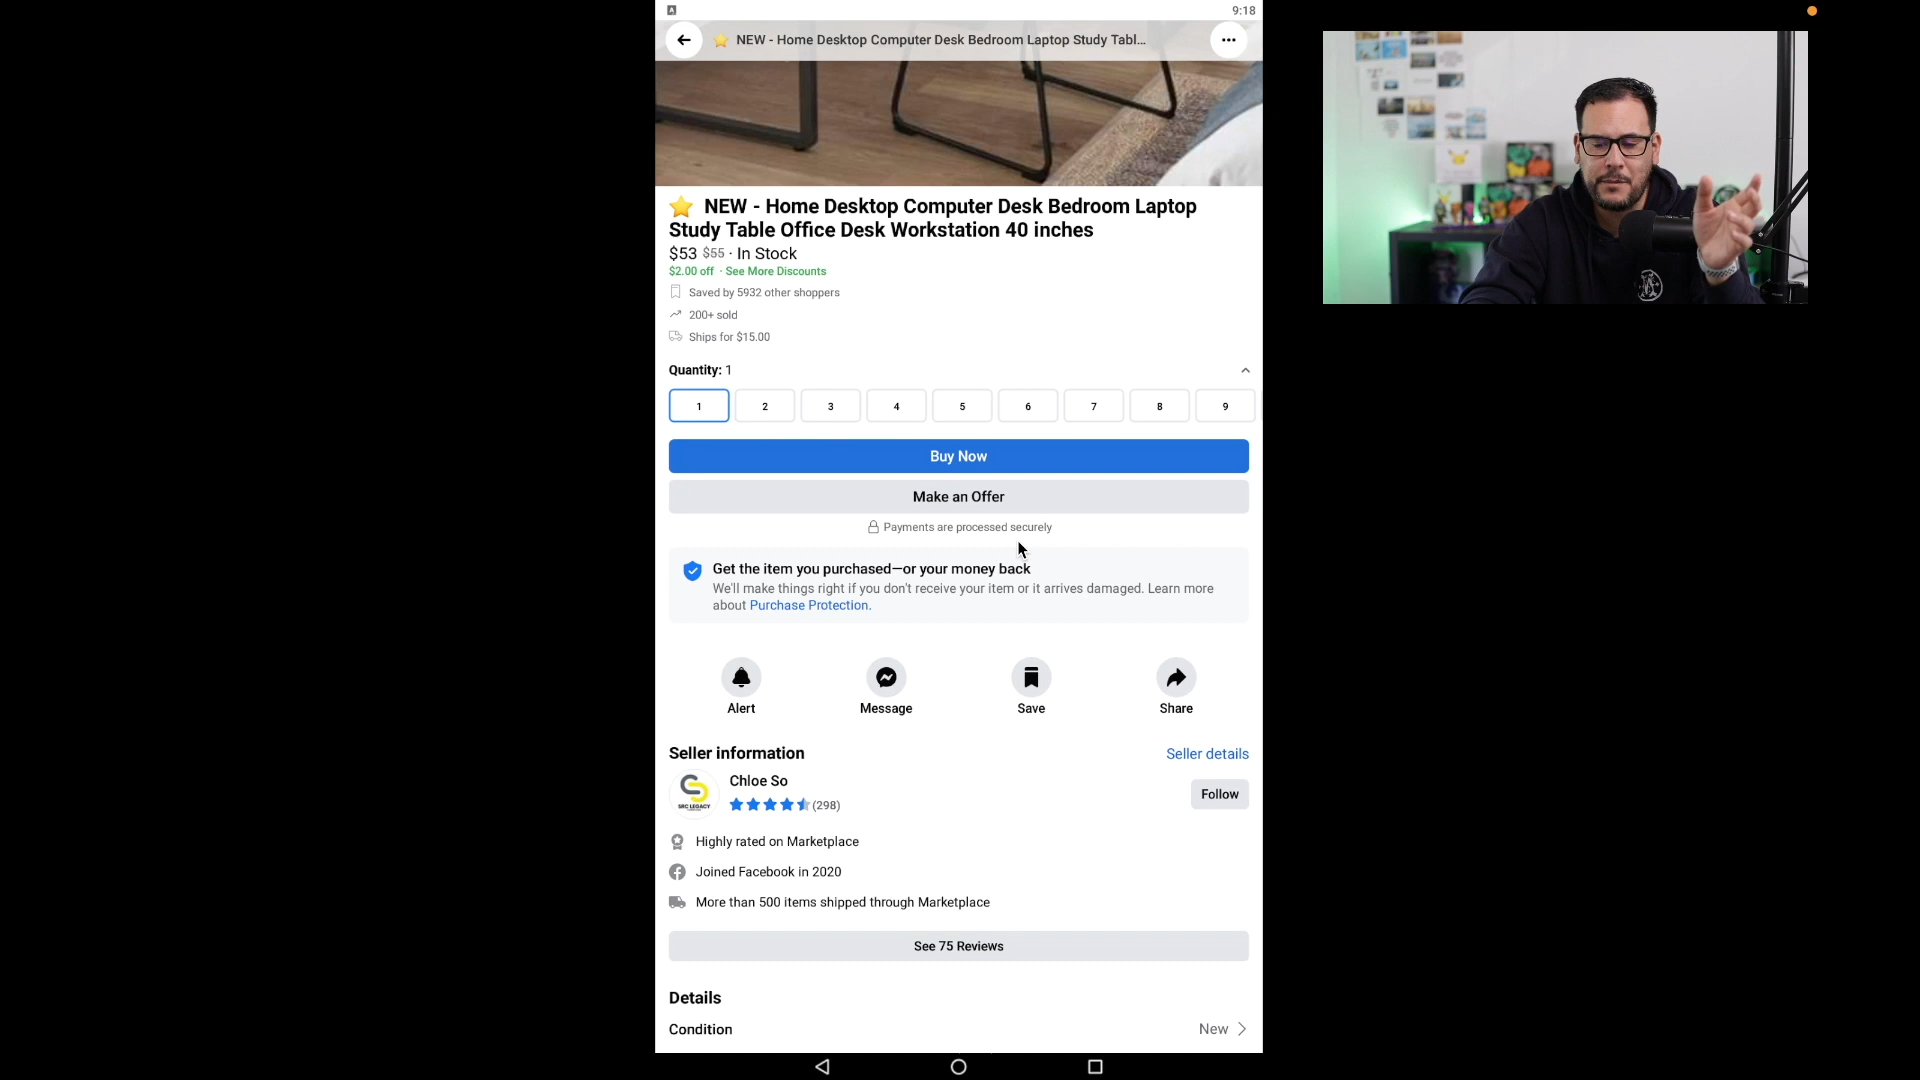 9:18
⭐ NEW - Home Desktop Computer Desk Bedroom Laptop Study Tabl...
⭐ NEW - Home Desktop Computer Desk Bedroom Laptop
Study Table Office Desk Workstation 40 inches
$53 $55 · In Stock
$2.00 off · See More Discounts
Saved by 5932 other shoppers
200+ sold
Ships for $15.00
Quantity: 1
1 2 3 4 5 6 7 8 9
Buy Now
Make an Offer
Payments are processed securely
Get the item you purchased—or your money back
We'll make things right if you don't receive your item or it arrives damaged. Learn more
about Purchase Protection.
Alert Message Save Share
Seller information Seller details
Chloe So
(298)
Follow
SRC LEGACY
Highly rated on Marketplace
Joined Facebook in 2020
More than 500 items shipped through Marketplace
See 75 Reviews
Details
Condition New